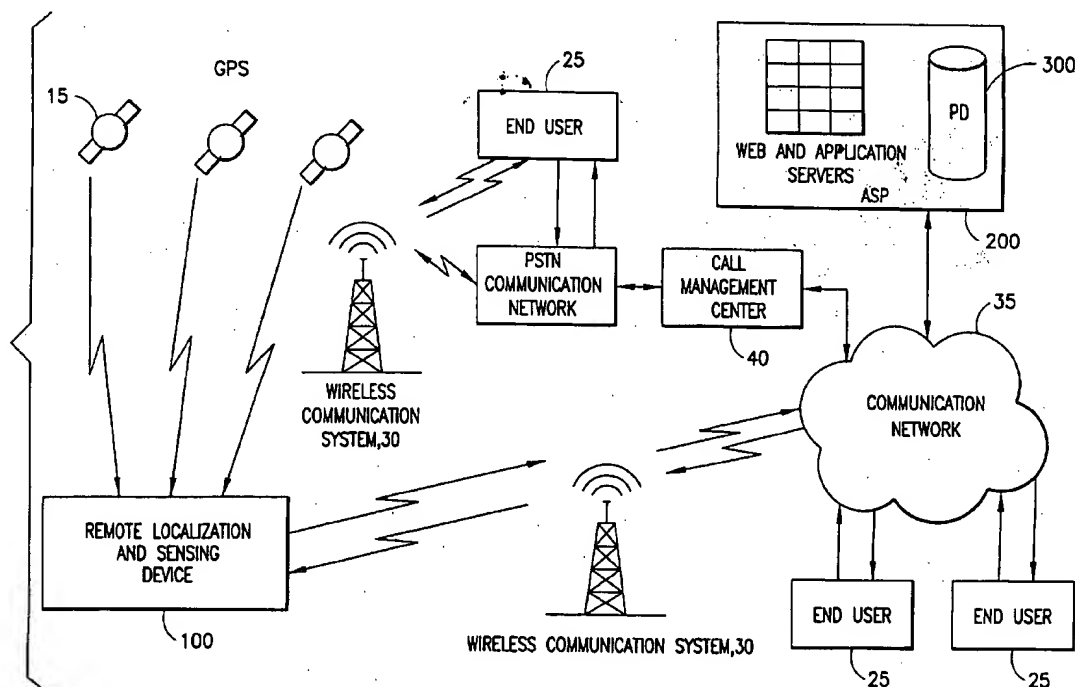 GPS
15
25
END USER
300
PD
WEB AND APPLICATION
SERVERS
ASP
200
PSTN
COMMUNICATION
NETWORK
CALL
MANAGEMENT
CENTER
40
35
COMMUNICATION
NETWORK
WIRELESS
COMMUNICATION
SYSTEM,30
REMOTE LOCALIZATION
AND SENSING
DEVICE
100
WIRELESS COMMUNICATION SYSTEM,30
END USER
25
END USER
25